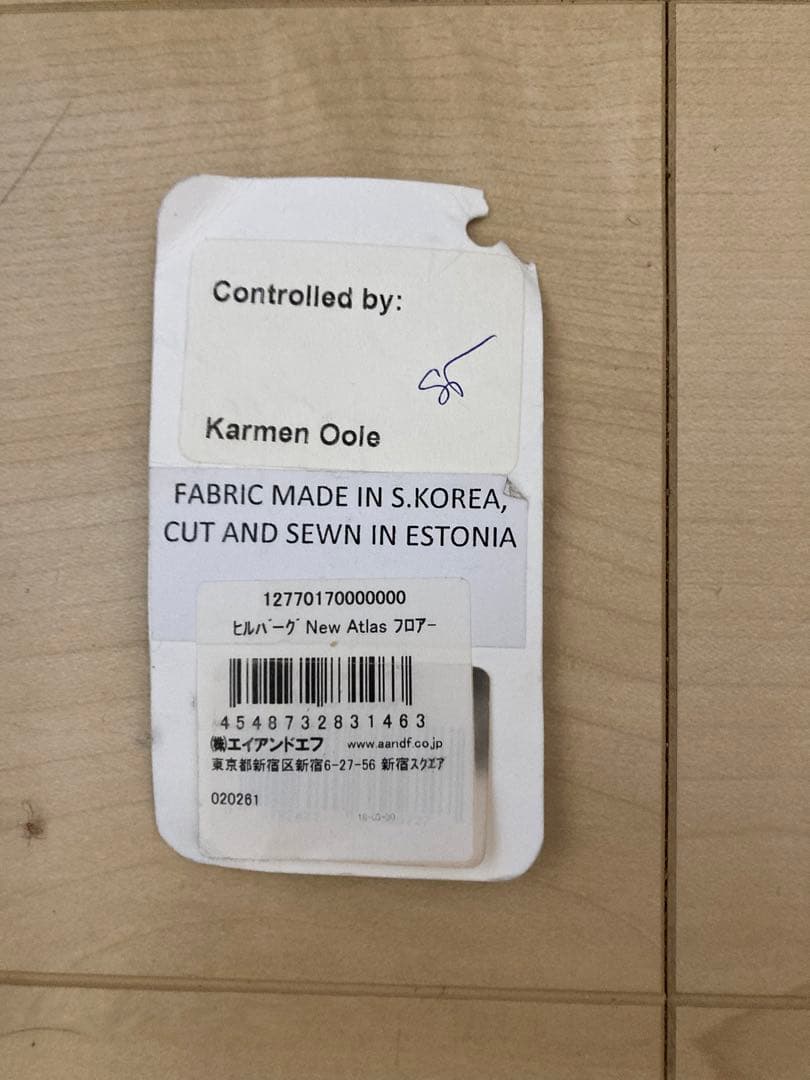 Controlled by:
Karmen Oole
FABRIC MADE IN S.KOREA,
CUT AND SEWN IN ESTONIA
12770170000000
ﾋﾙﾊﾞｰｸﾞ New Atlas ﾌﾛｱｰ
4548732831463
㈱エイアンドエフ www.aandf.co.jp
東京都新宿区新宿6-27-56 新宿ｽｸｴｱ
020261